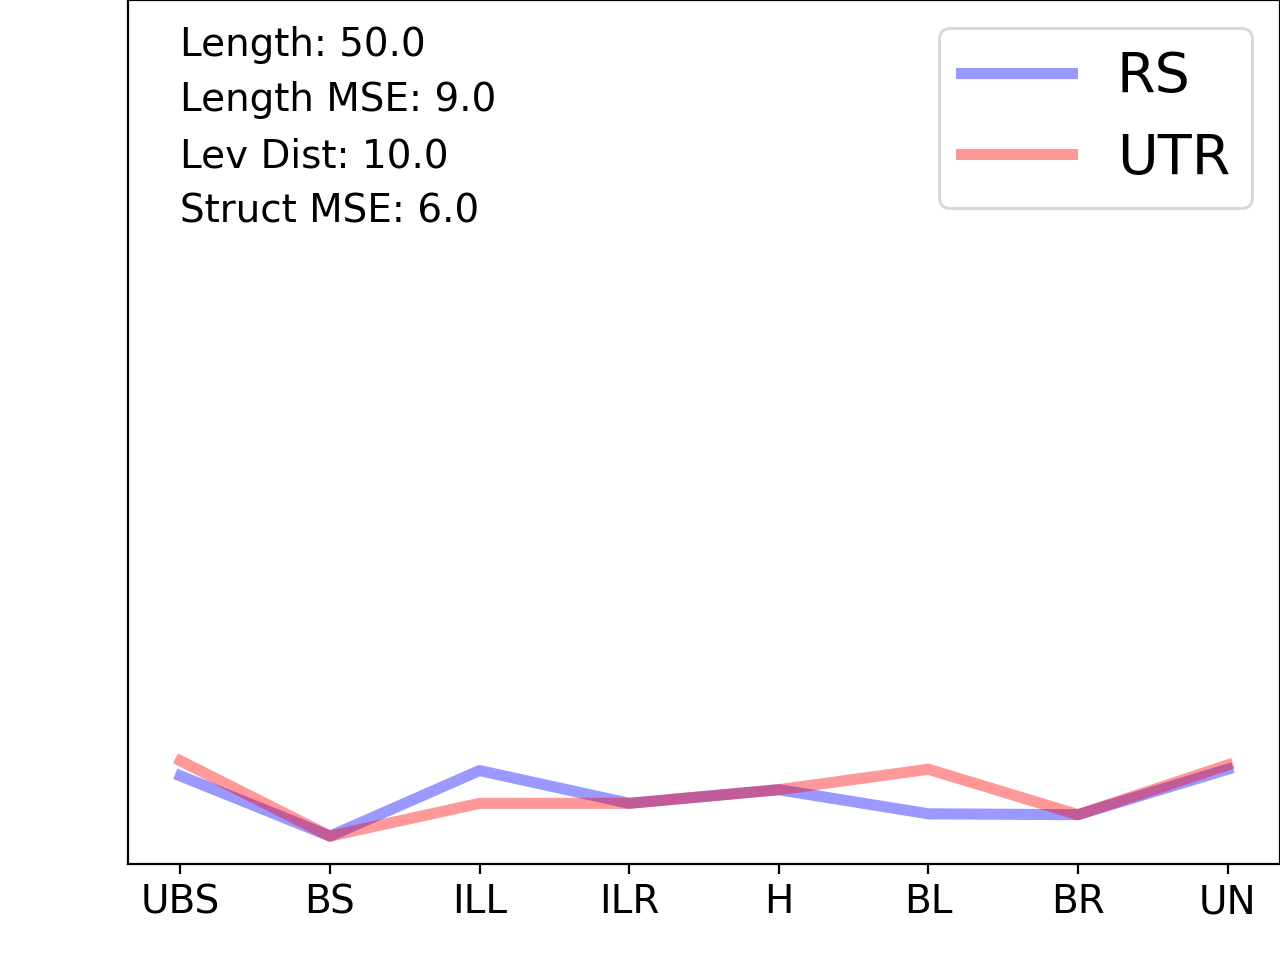 Length: 50.0
Length MSE: 9.0
Lev Dist: 10.0
Struct MSE: 6.0
RS
UTR
UBS BS ILL ILR H BL BR UN